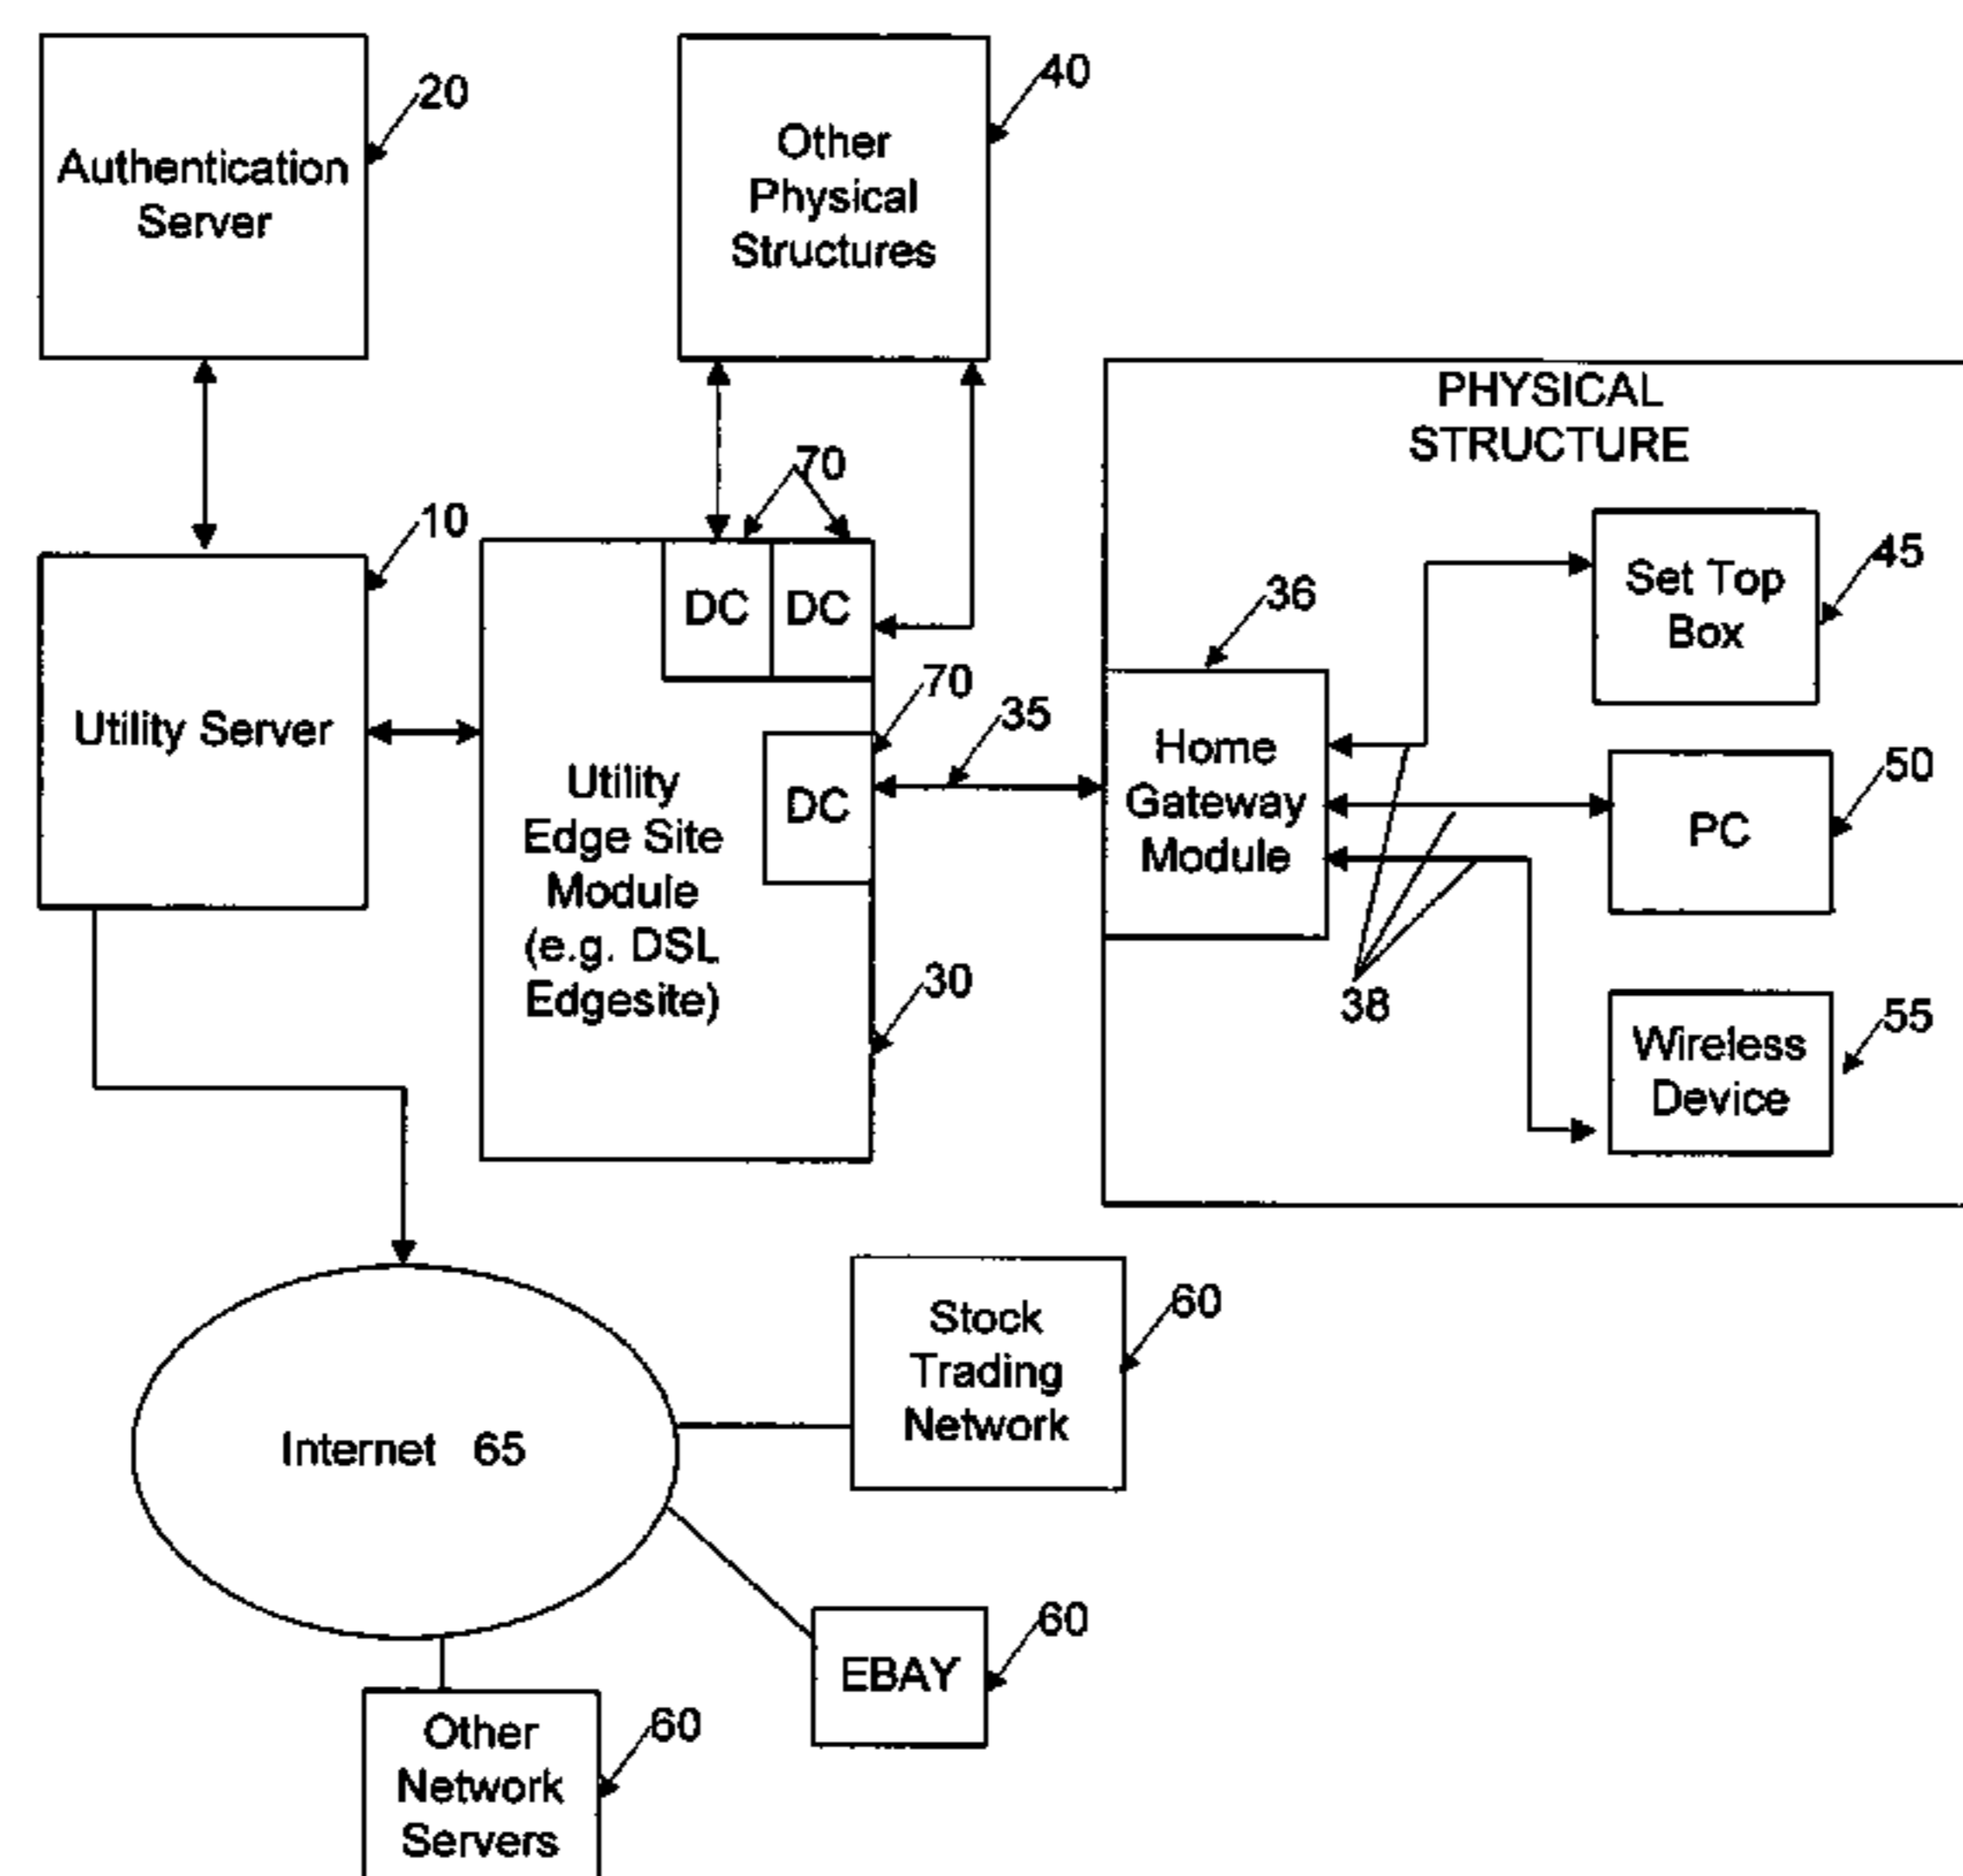 20
Authentication
Server
40
Other
Physical
Structures
PHYSICAL
STRUCTURE
70
10
Utility Server
DC
DC
70
35
DC
Utility
Edge Site
Module
(e.g. DSL
Edgesite)
30
36
Home
Gateway
Module
38
45
Set Top
Box
50
PC
55
Wireless
Device
Internet 65
60
Stock
Trading
Network
60
EBAY
60
Other
Network
Servers